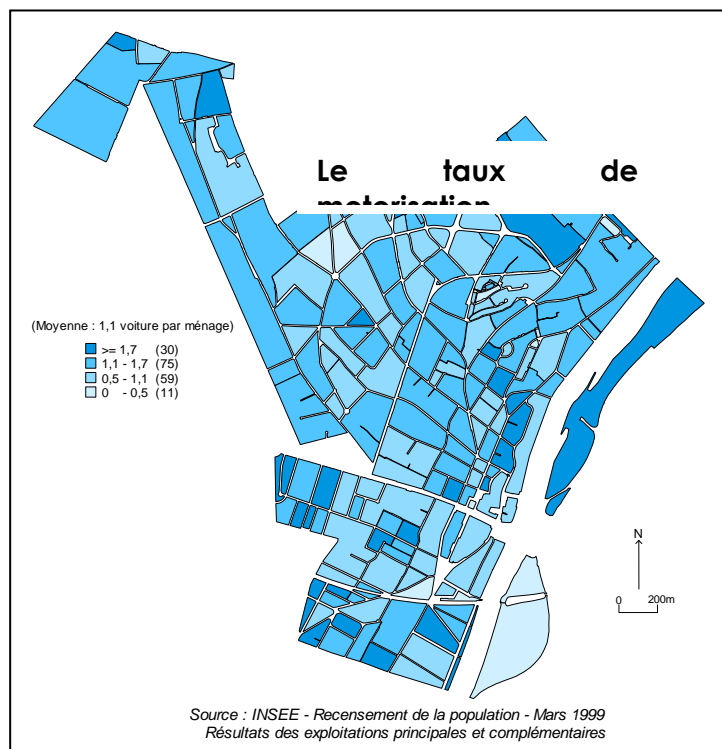 Le taux de
motorisation
(Moyenne : 1,1 voiture par ménage)
>= 1,7 (30)
1,1 - 1,7 (75)
0,5 - 1,1 (59)
0 - 0,5 (11)
N
0 200m
Source : INSEE - Recensement de la population - Mars 1999
Résultats des exploitations principales et complémentaires